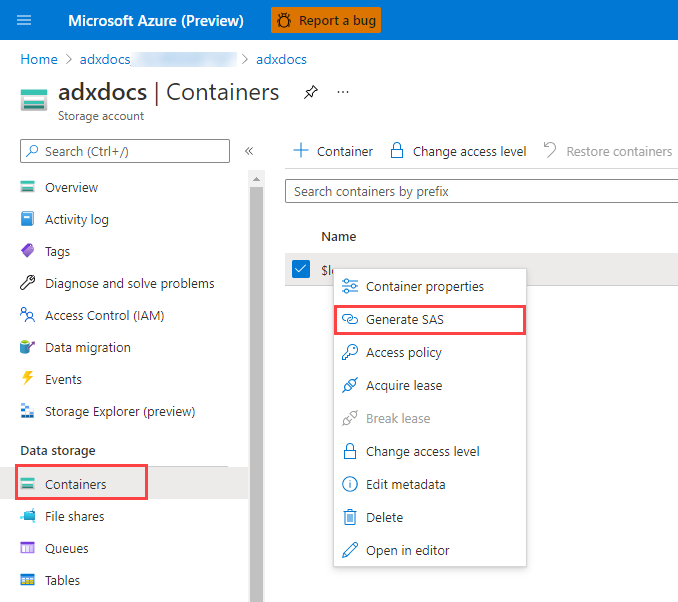 Microsoft Azure (Preview)
Report a bug
Home > adxdocs > adxdocs
adxdocs | Containers
Storage account
Search (Ctrl+/)
Overview
Activity log
Tags
Diagnose and solve problems
Access Control (IAM)
Data migration
Events
Storage Explorer (preview)
Data storage
Containers
File shares
Queues
Tables
Container
Change access level
Restore containers
Search containers by prefix
Name
Container properties
Generate SAS
Access policy
Acquire lease
Break lease
Change access level
Edit metadata
Delete
Open in editor